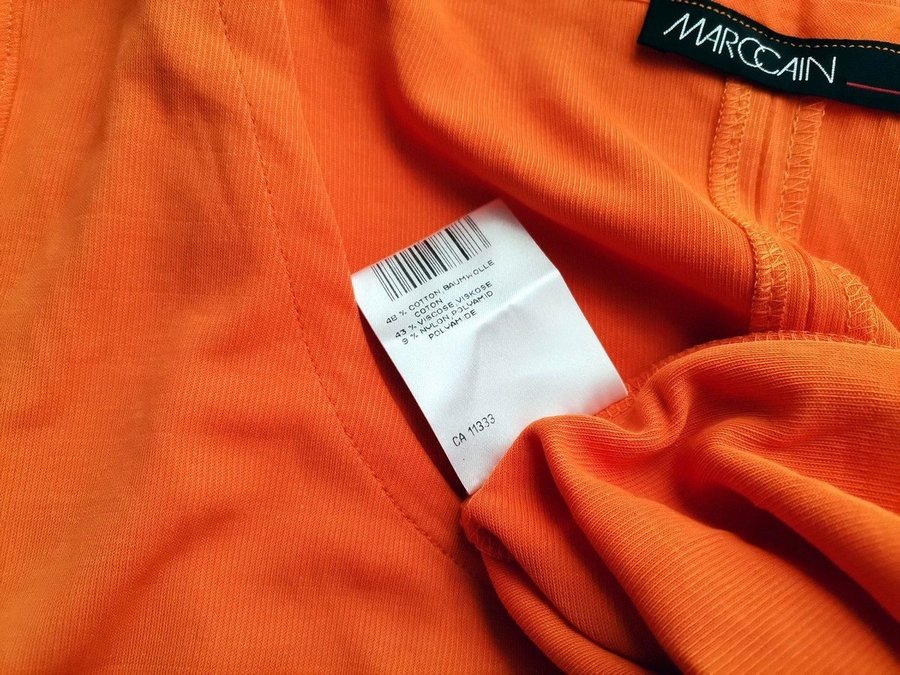 MARCCAIN
48 % COTTON BAUMWOLLE
COTON
43 % VISCOSE,VISKOSE
9 % NYLON,POLYAMID
POLYAMIDE
CA 11333